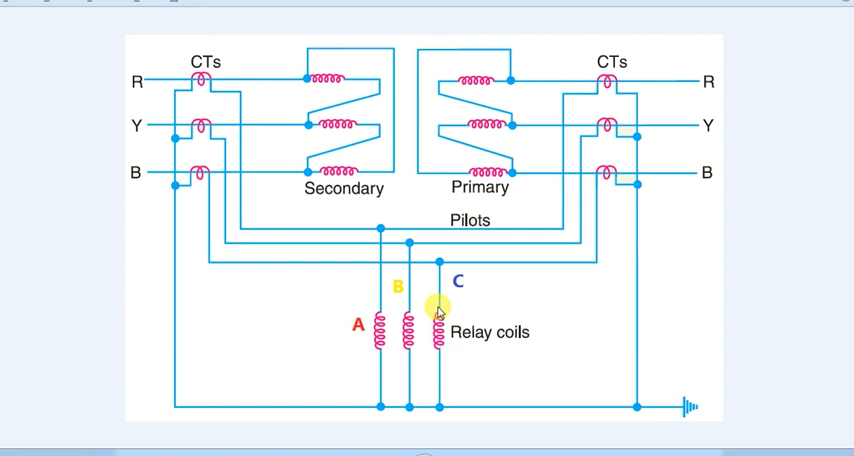 CTs
CTs
R
R
Y
Y
B
B
Secondary
Primary
Pilots
B
C
A
Relay coils